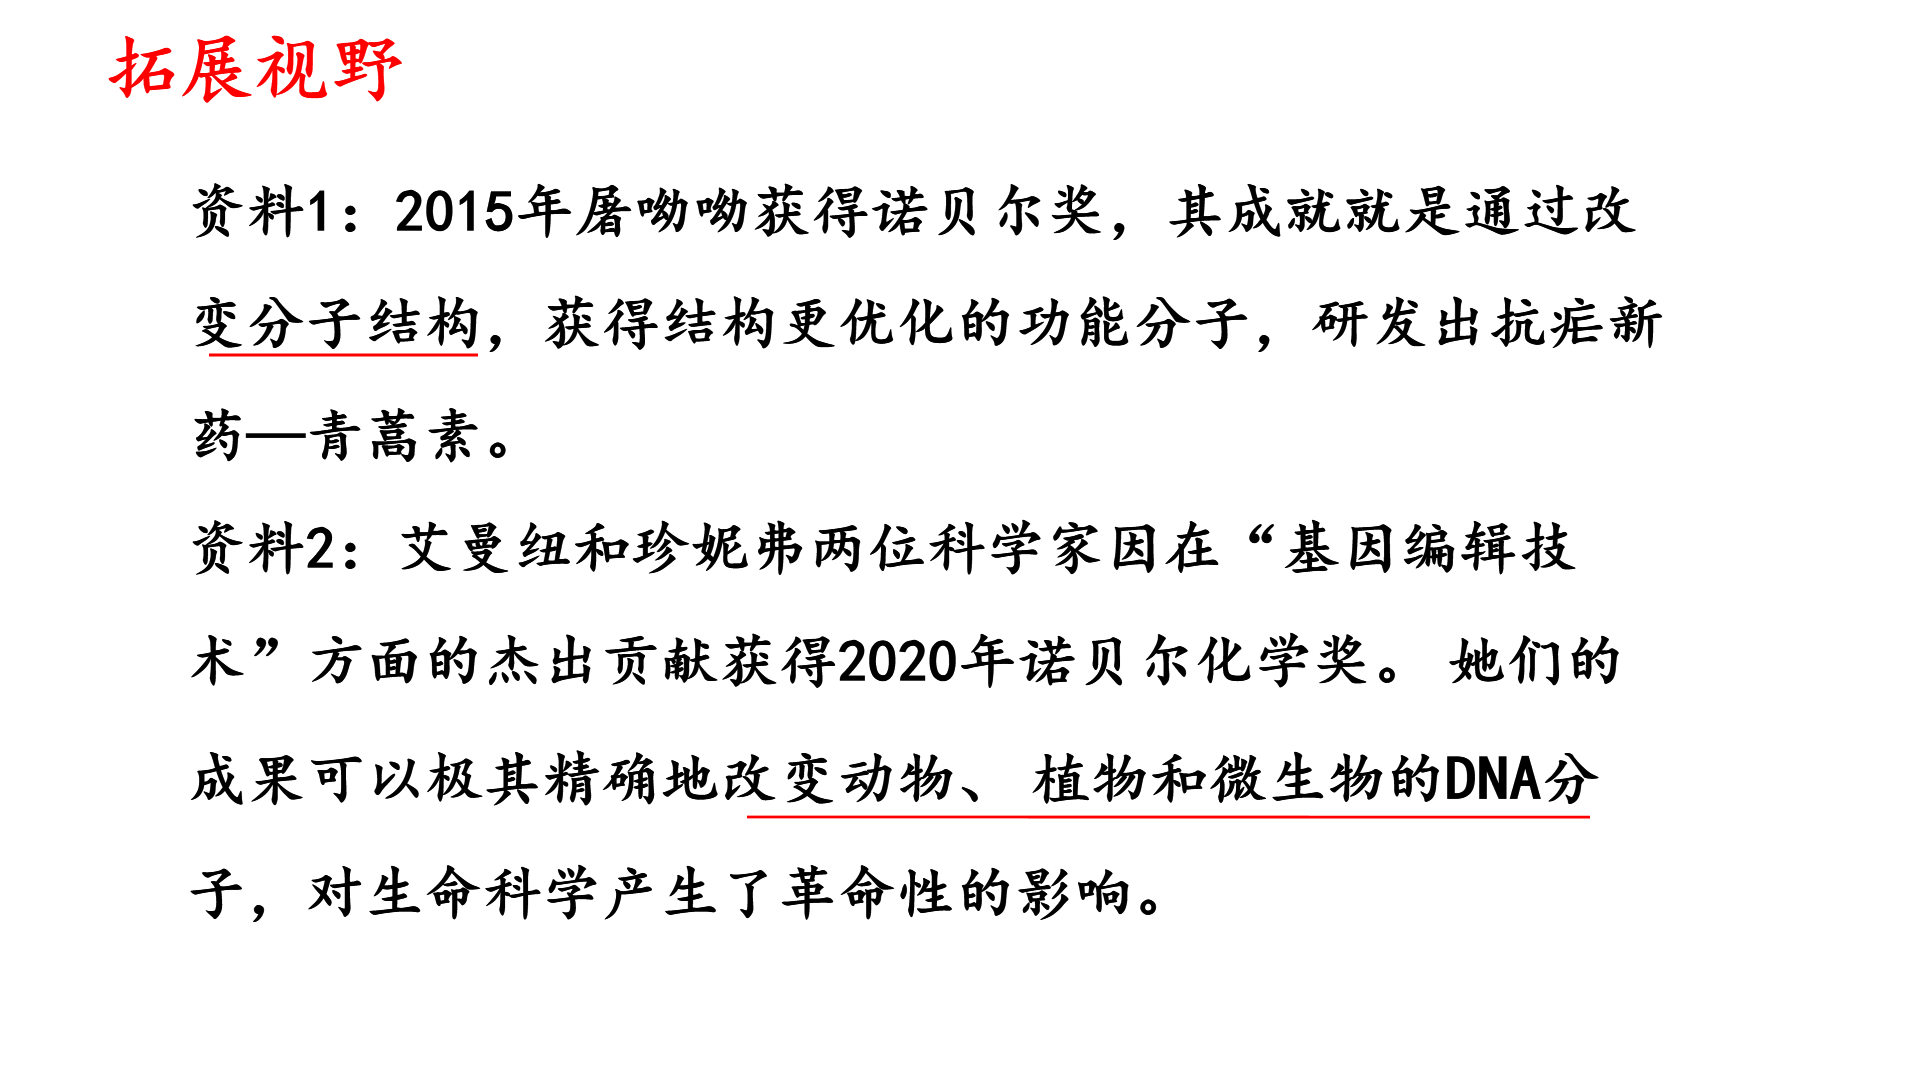 拓展视野
资料1：2015年屠呦呦获得诺贝尔奖，其成就就是通过改
变分子结构，获得结构更优化的功能分子，研发出抗疟新
药—青蒿素。
资料2：艾曼纽和珍妮弗两位科学家因在“基因编辑技
术”方面的杰出贡献获得2020年诺贝尔化学奖。 她们的
成果可以极其精确地改变动物、 植物和微生物的DNA分
子，对生命科学产生了革命性的影响。